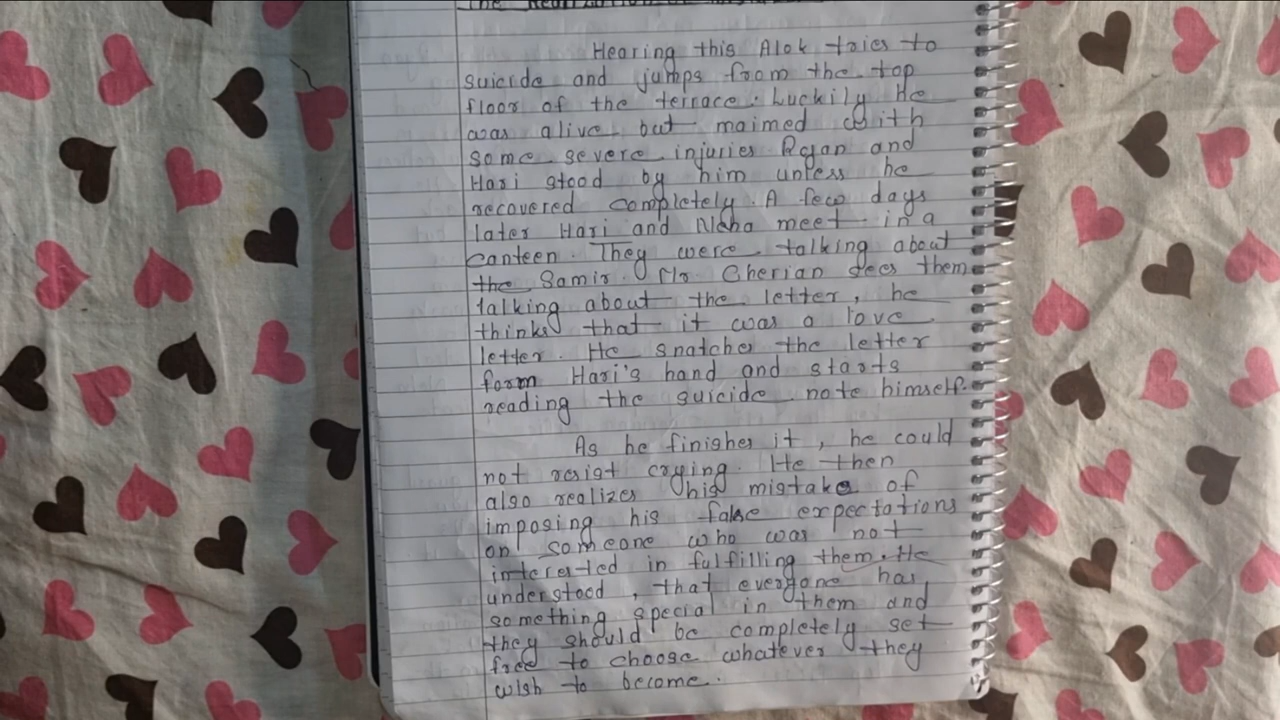 The Realization of
Hearing this Alok tries to
suicide and jumps from the top
floor of the terrace. Luckily He
was alive but maimed with
some severe injuries Rajan and
Hari stood by him unless he
recovered completely. A few days
later Hari and Neha meet in a
canteen. They were talking about
the Samir. Mr. Cherian sees them
talking about the letter, he
thinks that it was a love
letter. He snatches the letter
form Hari's hand and starts
reading the suicide note himself.
As he finishes it, he could
not resist crying. He then
also realizes his mistake of
imposing his false expectations
on someone who was not
interested in fulfilling them. He
understood, that everyone has
something special in them and
they should be completely set
free to choose whatever they
wish to become.